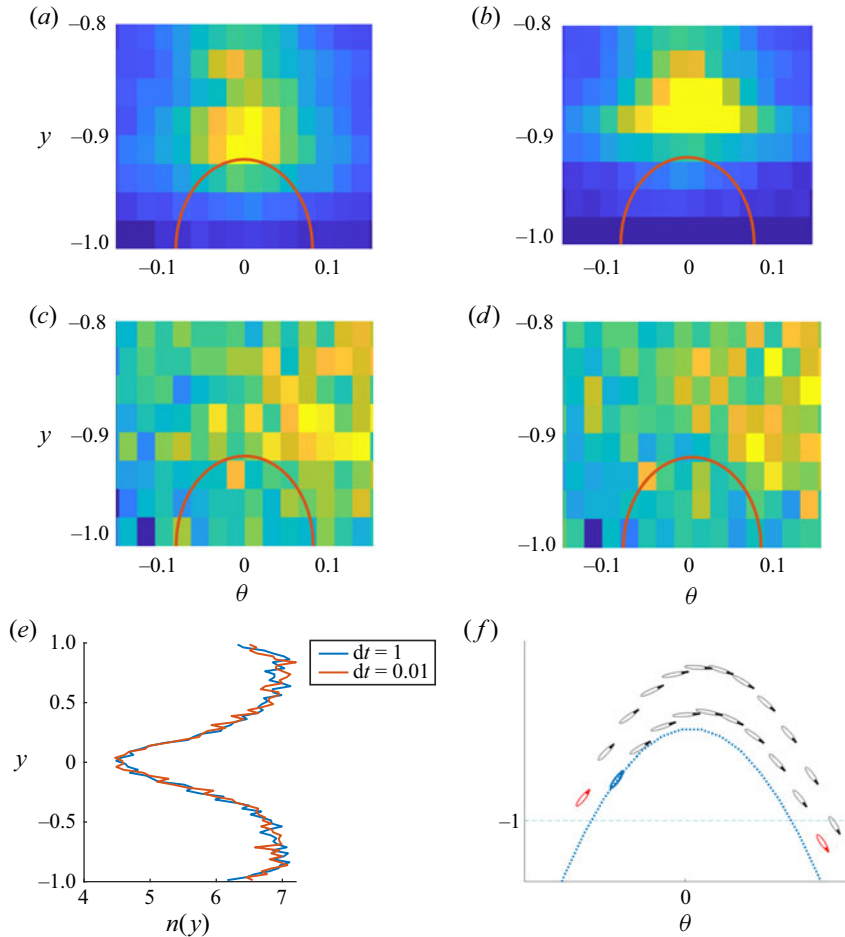 (a) (b)
–0.8 –0.8
y –0.9 –0.9
–1.0 –1.0
–0.1 0 0.1 –0.1 0 0.1
(c) (d)
–0.8 –0.8
y –0.9 –0.9
–1.0 –1.0
–0.1 0 0.1 –0.1 0 0.1
θ θ
(e) (f)
1.0
dt = 1
dt = 0.01
0.5
y 0
–0.5
–1
–1.0
4 5 6 7 0
n(y) θ